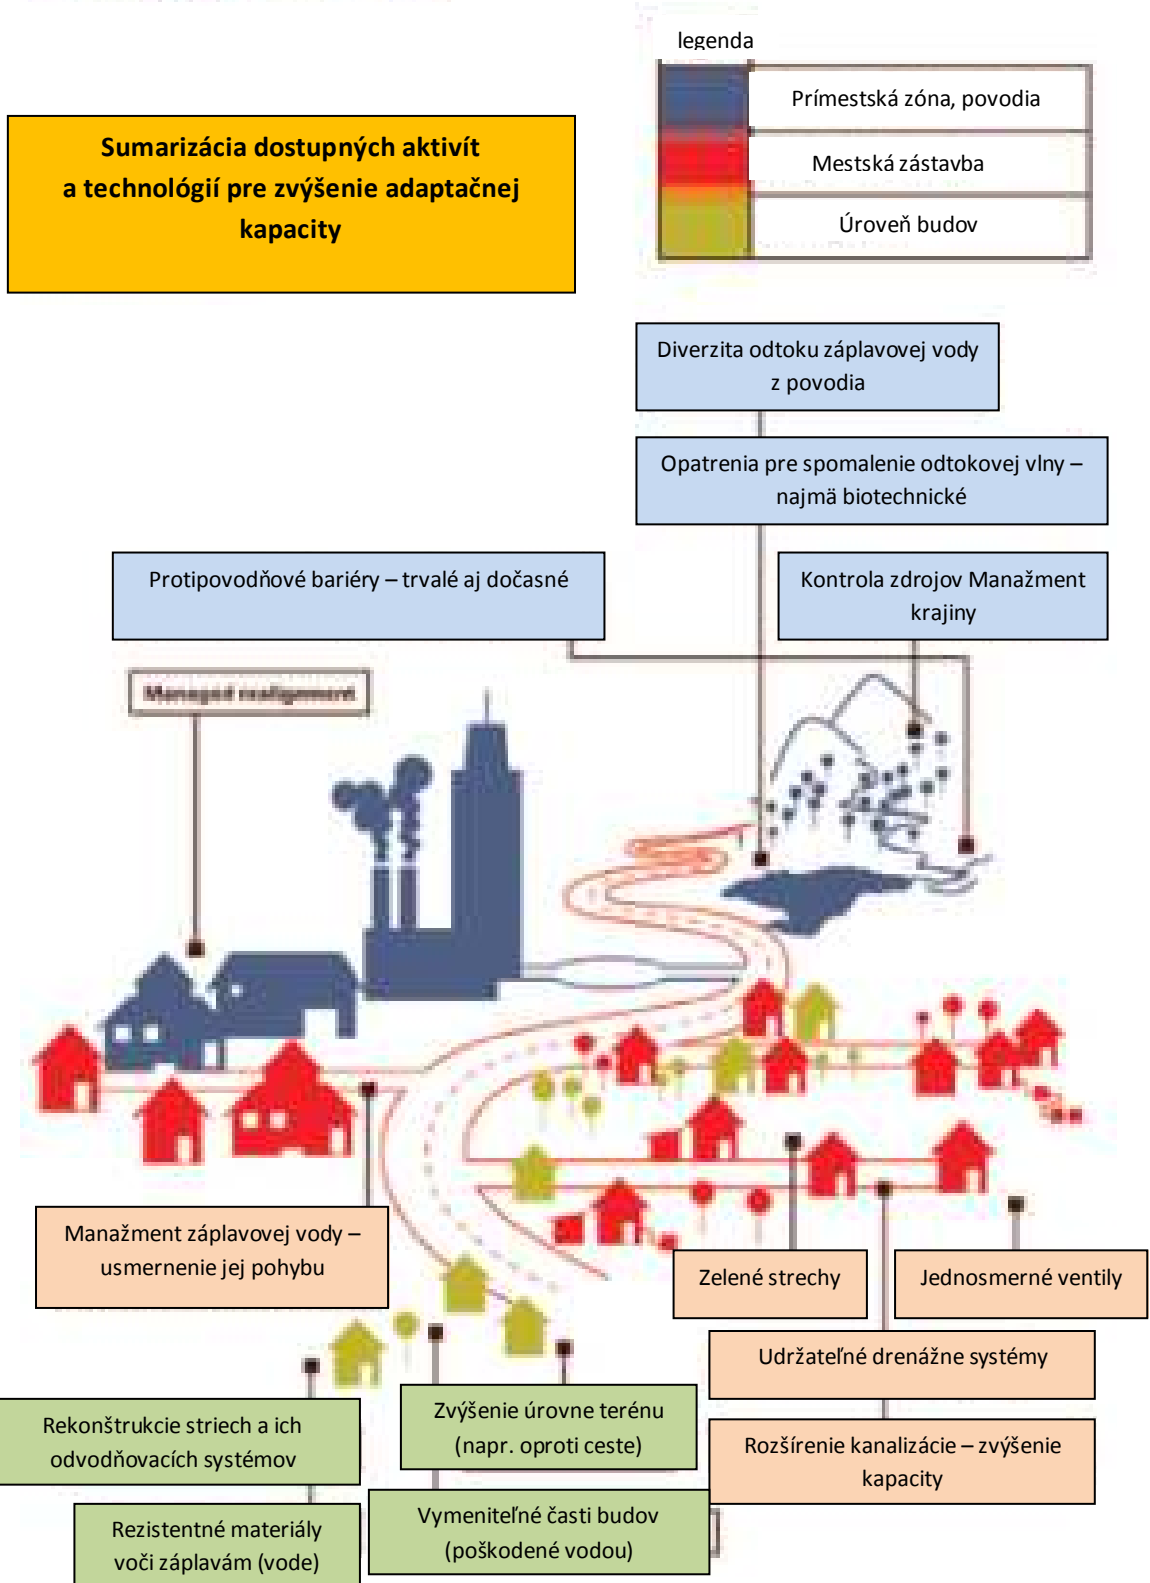 legenda
Prímestská zóna, povodia
Mestská zástavba
Úroveň budov
Sumarizácia dostupných aktivít
a technológií pre zvýšenie adaptačnej
kapacity
Diverzita odtoku záplavovej vody
z povodia
Opatrenia pre spomalenie odtokovej vlny –
najmä biotechnické
Protipovodňové bariéry – trvalé aj dočasné
Kontrola zdrojov Manažment
krajiny
Managed realignment
Manažment záplavovej vody –
usmernenie jej pohybu
Zelené strechy
Jednosmerné ventily
Udržateľné drenážne systémy
Rozšírenie kanalizácie – zvýšenie
kapacity
Zvýšenie úrovne terénu
(napr. oproti ceste)
Rekonštrukcie striech a ich
odvodňovacích systémov
Vymeniteľné časti budov
(poškodené vodou)
Rezistentné materiály
voči záplavám (vode)